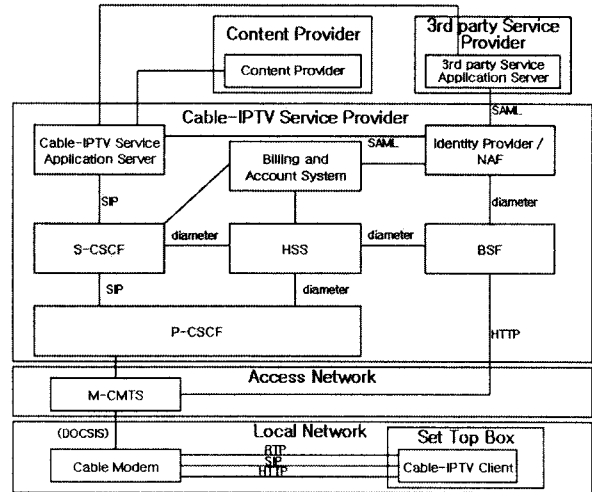 Content Provider
Content Provider
3rd party Service
Provider
3rd party Service
Application Server
Cable-IPTV Service Provider
SAML
Cable-IPTV Service
Application Server
SAML
Billing and
Account System
Identity Provider /
NAF
SIP
diameter
S-CSCF
diameter
HSS
diameter
BSF
SIP
diameter
P-CSCF
HTTP
Access Network
M-CMTS
(DOCSIS)
Local Network
Set Top Box
Cable Modem
RTP
SIP
HTTP
Cable-IPTV Client